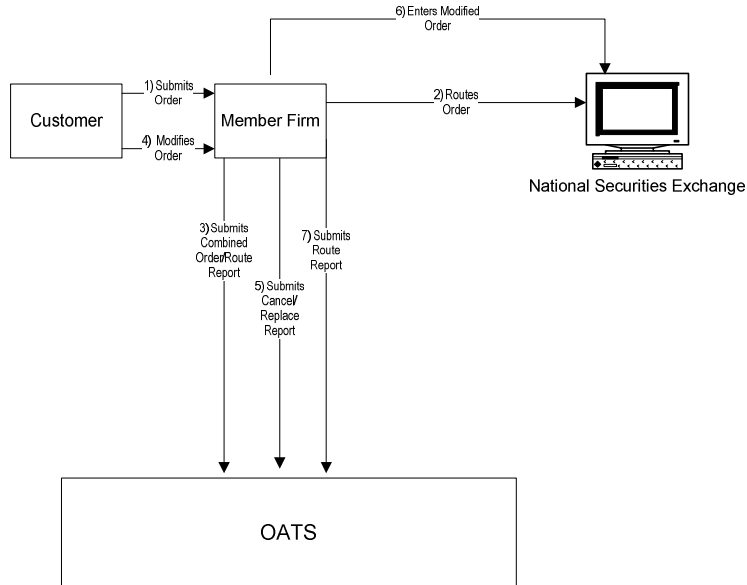 6) Enters Modified
Order
1) Submits
Order
Customer
4) Modifies
Order
Member Firm
2) Routes
Order
National Securities Exchange
3) Submits
Combined
Order/Route
Report
5) Submits
Cancel/
Replace
Report
7) Submits
Route
Report
OATS